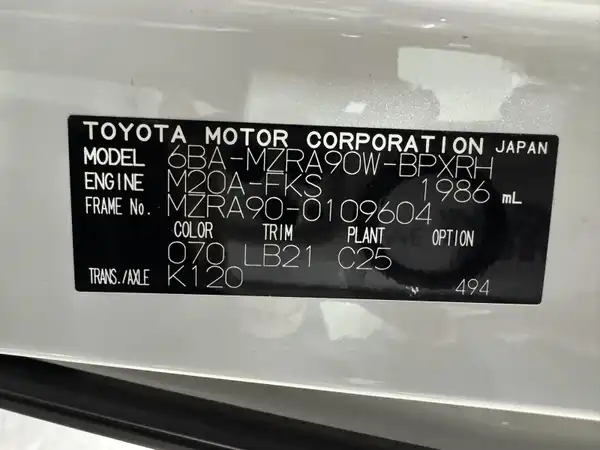 TOYOTA MOTOR CORPORATION JAPAN
MODEL 6BA-MZRA90W-BPXRH
ENGINE M20A-FKS 1986 mL
FRAME No. MZRA90-0109604
COLOR TRIM PLANT OPTION
070 LB21 C25
TRANS./AXLE K120 494